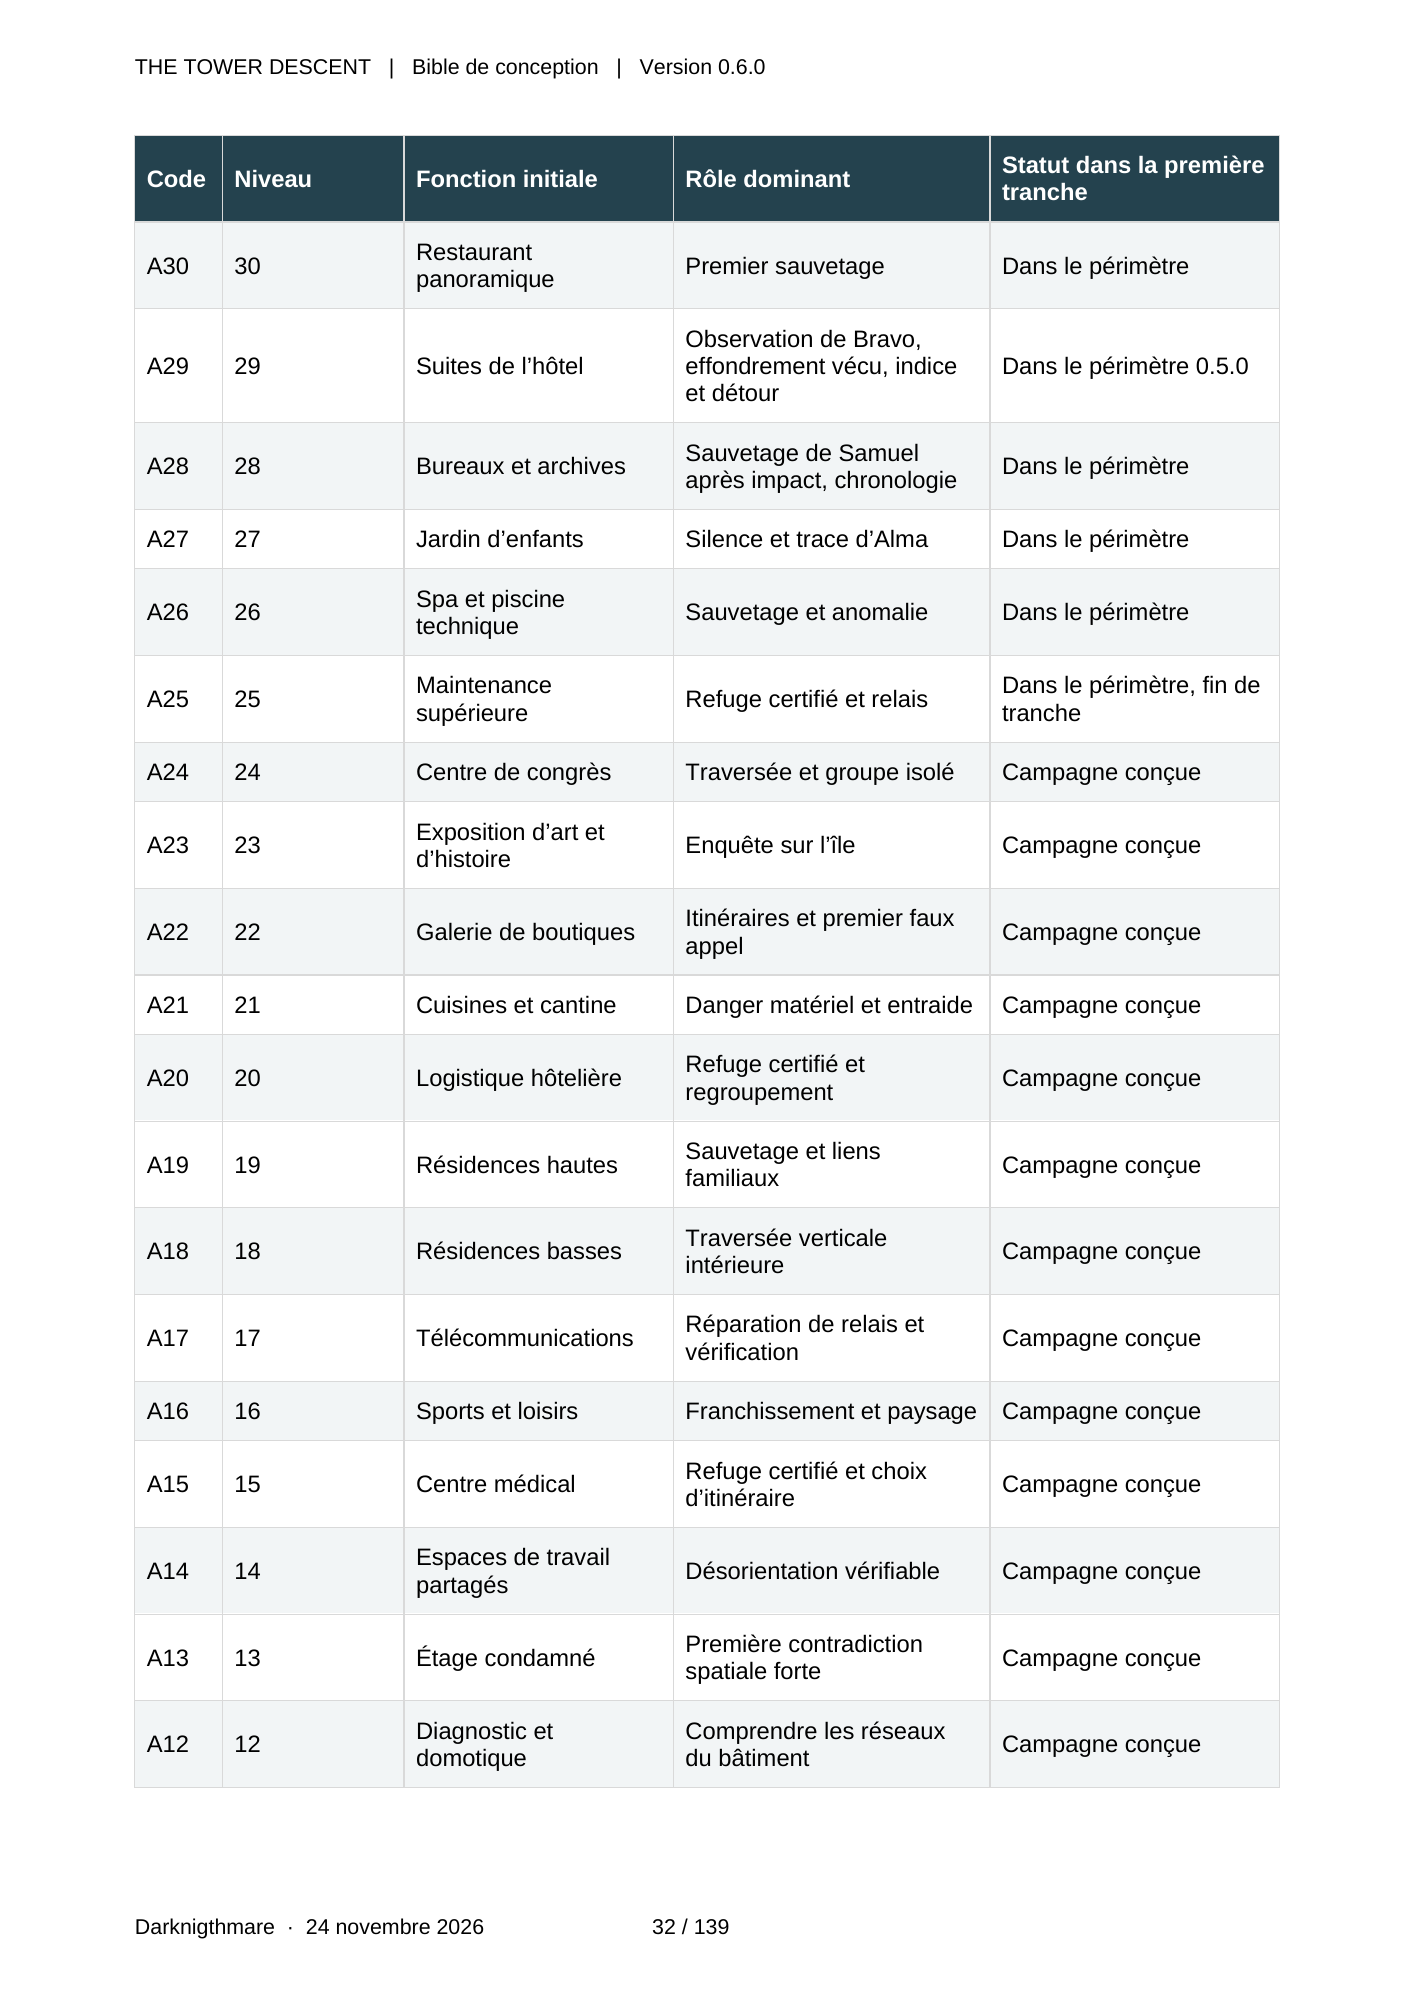 THE TOWER DESCENT | Bible de conception | Version 0.6.0
Code Niveau Fonction initiale Rôle dominant Statut dans la première
tranche
A30 30 Restaurant
panoramique Premier sauvetage Dans le périmètre
A29 29 Suites de l’hôtel Observation de Bravo,
effondrement vécu, indice
et détour Dans le périmètre 0.5.0
A28 28 Bureaux et archives Sauvetage de Samuel
après impact, chronologie Dans le périmètre
A27 27 Jardin d’enfants Silence et trace d’Alma Dans le périmètre
A26 26 Spa et piscine
technique Sauvetage et anomalie Dans le périmètre
A25 25 Maintenance
supérieure Refuge certifié et relais Dans le périmètre, fin de
tranche
A24 24 Centre de congrès Traversée et groupe isolé Campagne conçue
A23 23 Exposition d’art et
d’histoire Enquête sur l’île Campagne conçue
A22 22 Galerie de boutiques Itinéraires et premier faux
appel Campagne conçue
A21 21 Cuisines et cantine Danger matériel et entraide Campagne conçue
A20 20 Logistique hôtelière Refuge certifié et
regroupement Campagne conçue
A19 19 Résidences hautes Sauvetage et liens
familiaux Campagne conçue
A18 18 Résidences basses Traversée verticale
intérieure Campagne conçue
A17 17 Télécommunications Réparation de relais et
vérification Campagne conçue
A16 16 Sports et loisirs Franchissement et paysage Campagne conçue
A15 15 Centre médical Refuge certifié et choix
d’itinéraire Campagne conçue
A14 14 Espaces de travail
partagés Désorientation vérifiable Campagne conçue
A13 13 Étage condamné Première contradiction
spatiale forte Campagne conçue
A12 12 Diagnostic et
domotique Comprendre les réseaux
du bâtiment Campagne conçue
Darknigthmare · 24 novembre 2026 32 / 139